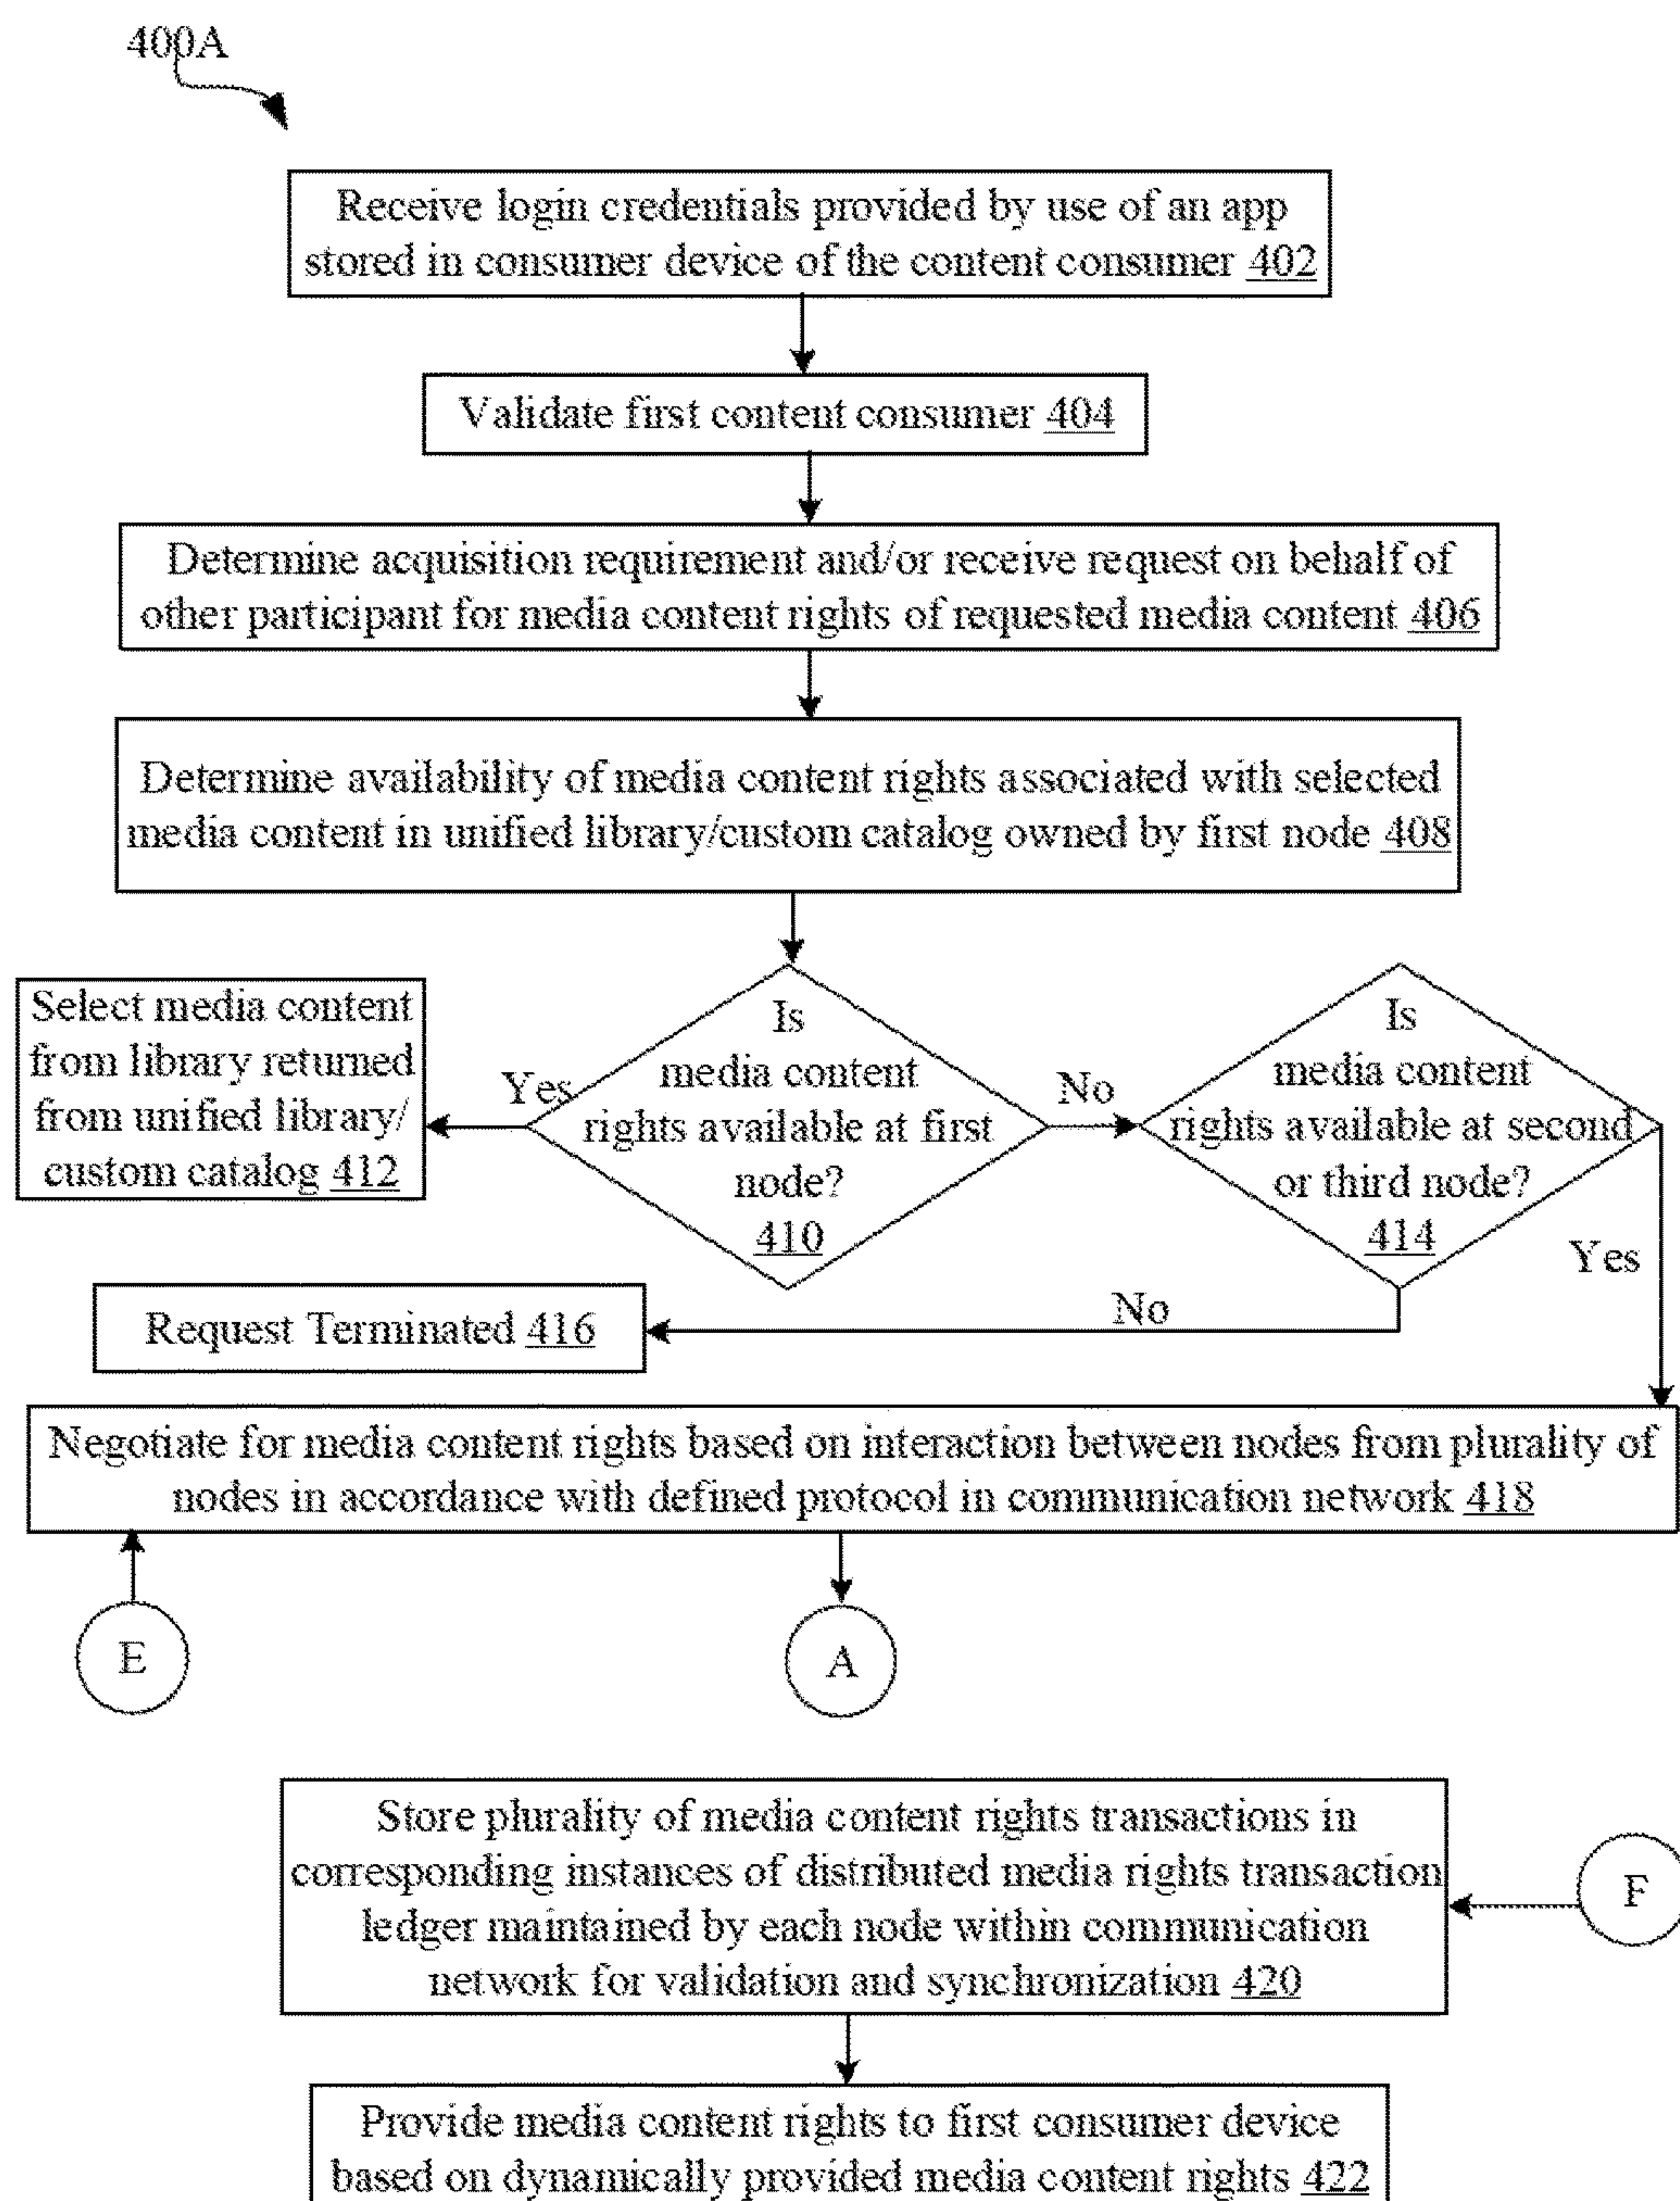 400A
Receive login credentials provided by use of an app
stored in consumer device of the content consumer 402
Validate first content consumer 404
Determine acquisition requirement and/or receive request on behalf of
other participant for media content rights of requested media content 406
Determine availability of media content rights associated with selected
media content in unified library/custom catalog owned by first node 408
Select media content
from library returned
from unified library/
custom catalog 412
Yes
Is
media content
rights available at first
node?
410
No
Is
media content
rights available at second
or third node?
414
Yes
No
Request Terminated 416
Negotiate for media content rights based on interaction between nodes from plurality of
nodes in accordance with defined protocol in communication network 418
E
A
Store plurality of media content rights transactions in
corresponding instances of distributed media rights transaction
ledger maintained by each node within communication
network for validation and synchronization 420
F
Provide media content rights to first consumer device
based on dynamically provided media content rights 422